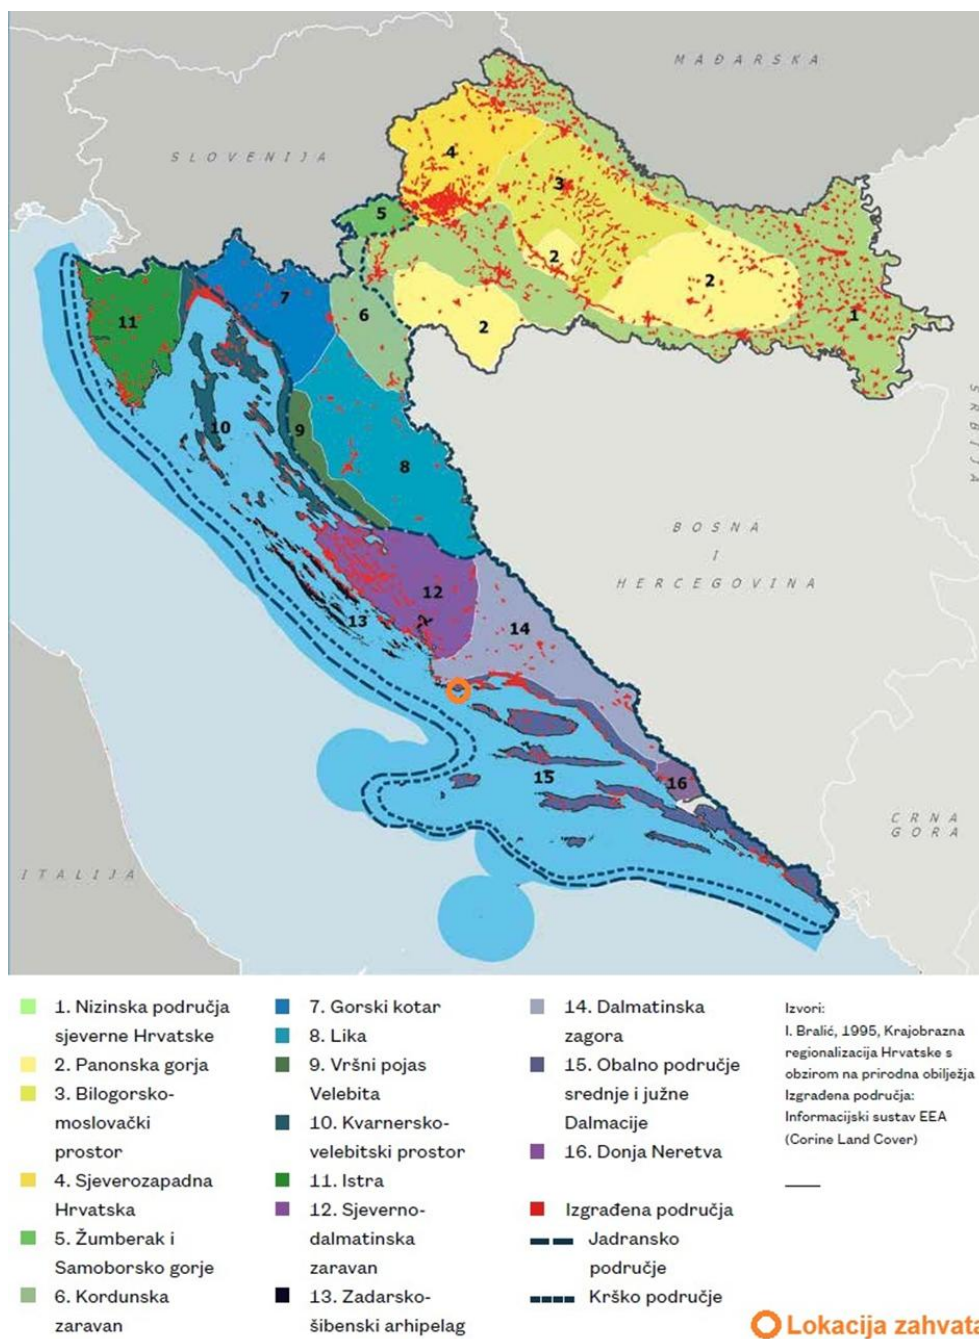 MAĐARSKA
SLOVENIJA
4
3
5
2
2
1
7
6
2
11
10
9
8
SRBIJA
BOSNA
I
HERCEGOVINA
12
13
14
15
16
CRNA
GORA
ITALIJA
1. Nizinska područja
sjeverne Hrvatske
2. Panonska gorja
3. Bilogorsko-
moslovački
prostor
4. Sjeverozapadna
Hrvatska
5. Žumberak i
Samoborsko gorje
6. Kordunska
zaravan
7. Gorski kotar
8. Lika
9. Vršni pojas
Velebita
10. Kvarnersko-
velebitski prostor
11. Istra
12. Sjeverno-
dalmatinska
zaravan
13. Zadarsko-
šibenski arhipelag
14. Dalmatinska
zagora
15. Obalno područje
srednje i južne
Dalmacije
16. Donja Neretva
Izgrađena područja
Jadransko
područje
Krško područje
Izvori:
I. Bralić, 1995, Krajobrazna
regionalizacija Hrvatske s
obzirom na prirodna obilježja
Izgrađena područja:
Informacijski sustav EEA
(Corine Land Cover)
Lokacija zahvata